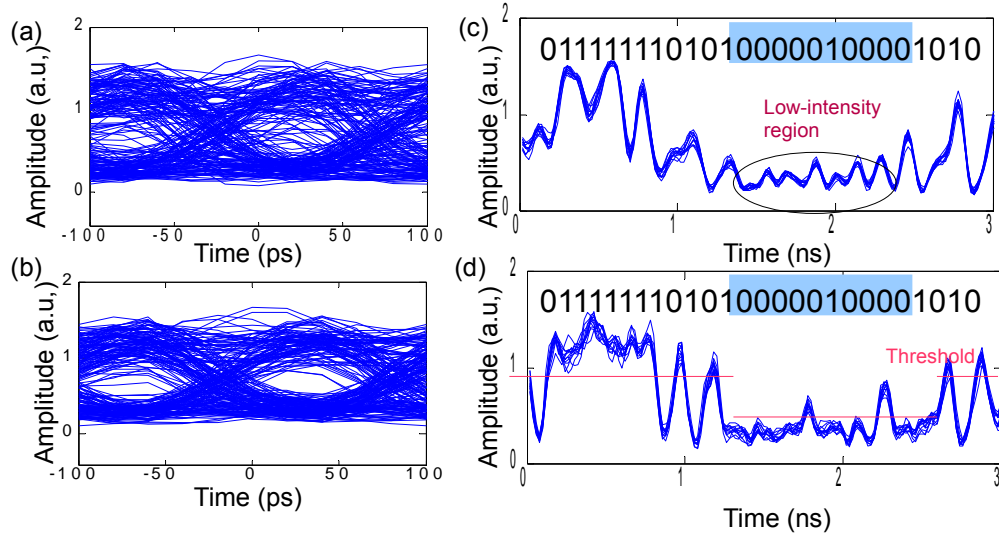 (a)
2
1
0
Amplitude (a.u,)
-100 -50 0 50 100
Time (ps)
(b)
2
1
0
Amplitude (a.u,)
-100 -50 0 50 100
Time (ps)
(c)
2
1
0
Amplitude (a.u,)
01111111010100000100001010
Low-intensity
region
0 1 2 3
Time (ns)
(d)
2
1
0
Amplitude (a.u,)
01111111010100000100001010
Threshold
0 1 2 3
Time (ns)